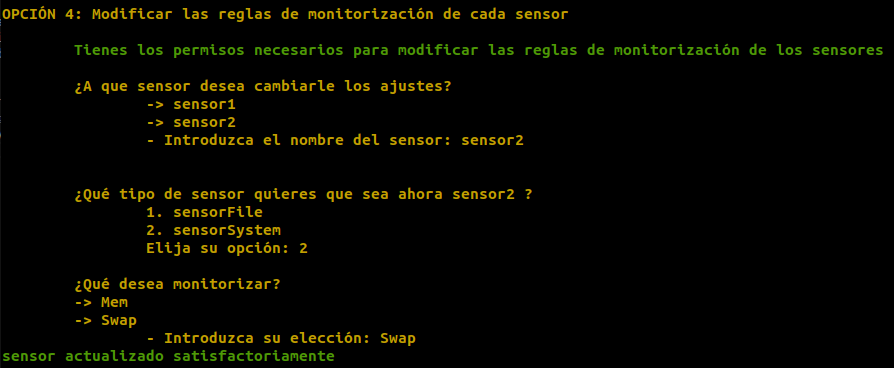 OPCIÓN 4: Modificar las reglas de monitorización de cada sensor
Tienes los permisos necesarios para modificar las reglas de monitorización de los sensores
¿A que sensor desea cambiarle los ajustes?
-> sensor1
-> sensor2
- Introduzca el nombre del sensor: sensor2
¿Qué tipo de sensor quieres que sea ahora sensor2 ?
1. sensorFile
2. sensorSystem
Elija su opción: 2
¿Qué desea monitorizar?
-> Mem
-> Swap
- Introduzca su elección: Swap
sensor actualizado satisfactoriamente